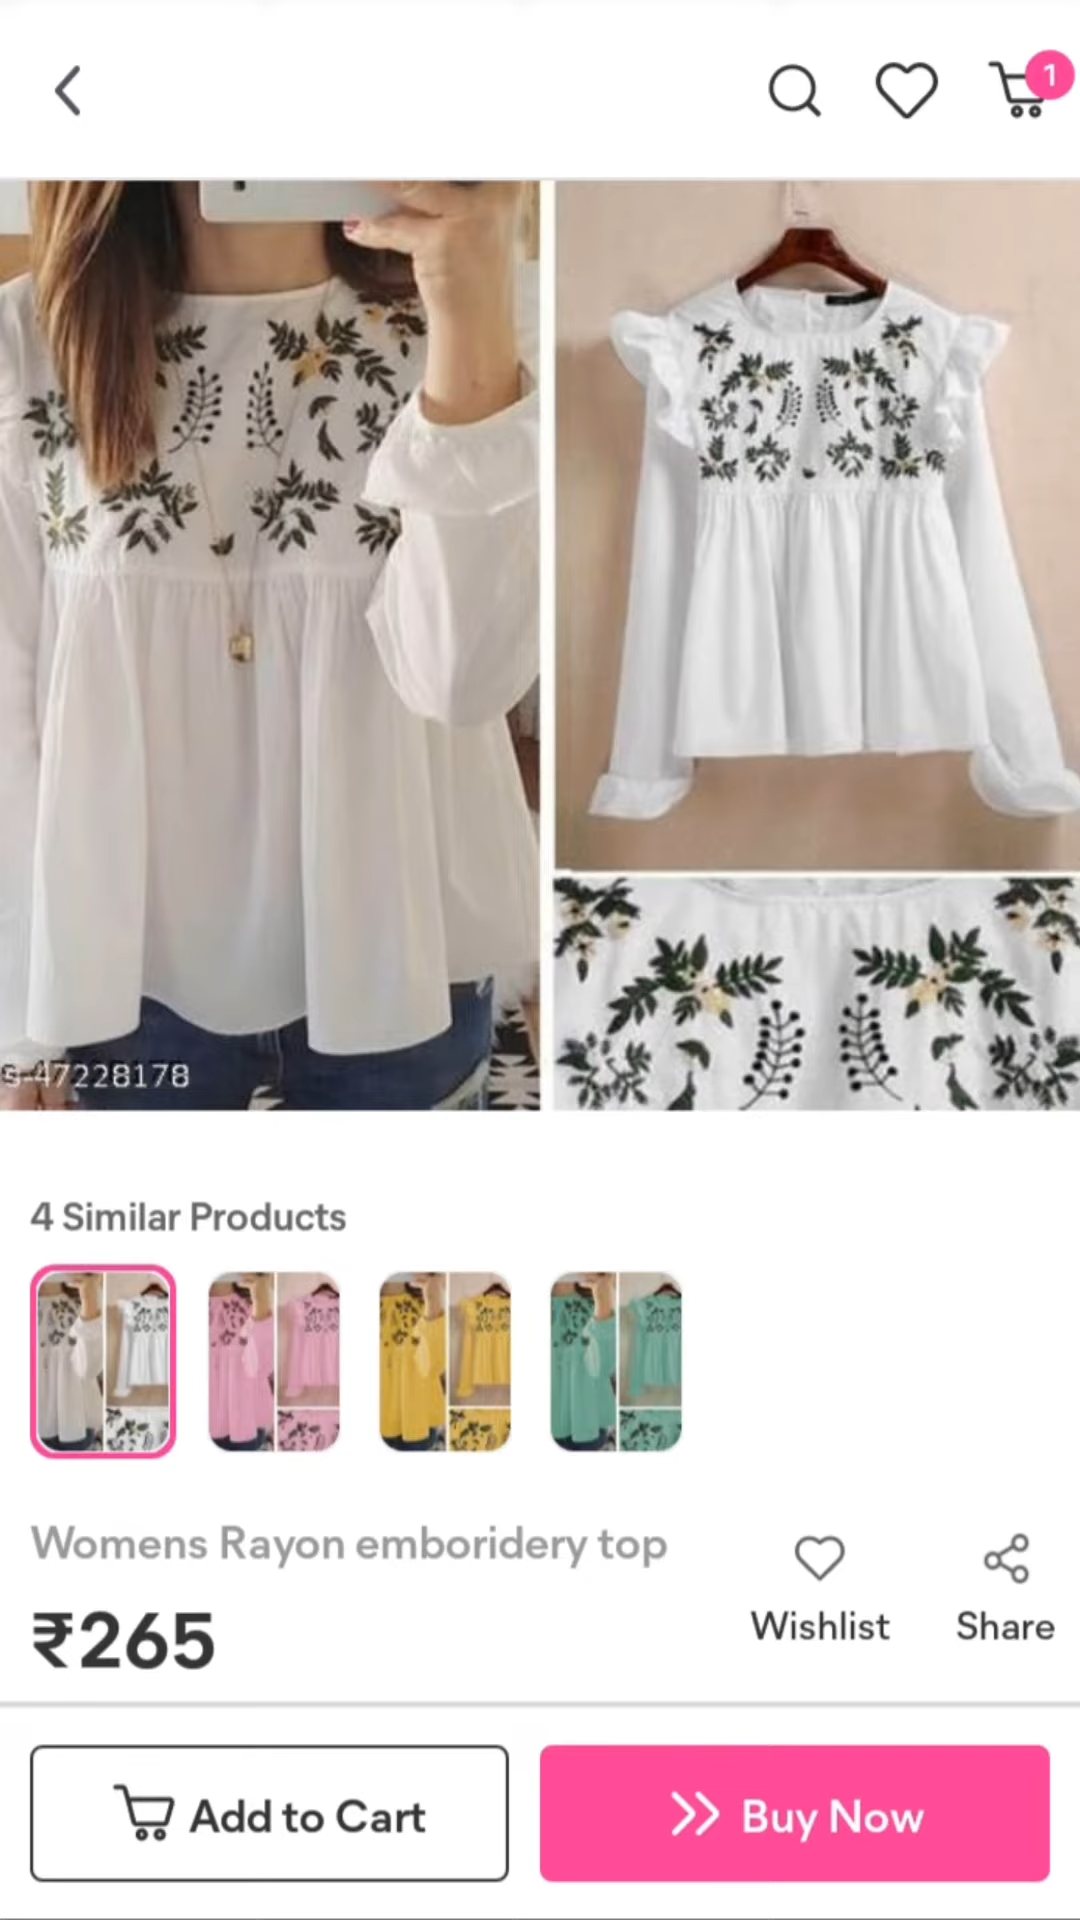 1
S-47228178
4 Similar Products
Womens Rayon emboridery top
₹265
Wishlist
Share
Add to Cart
Buy Now